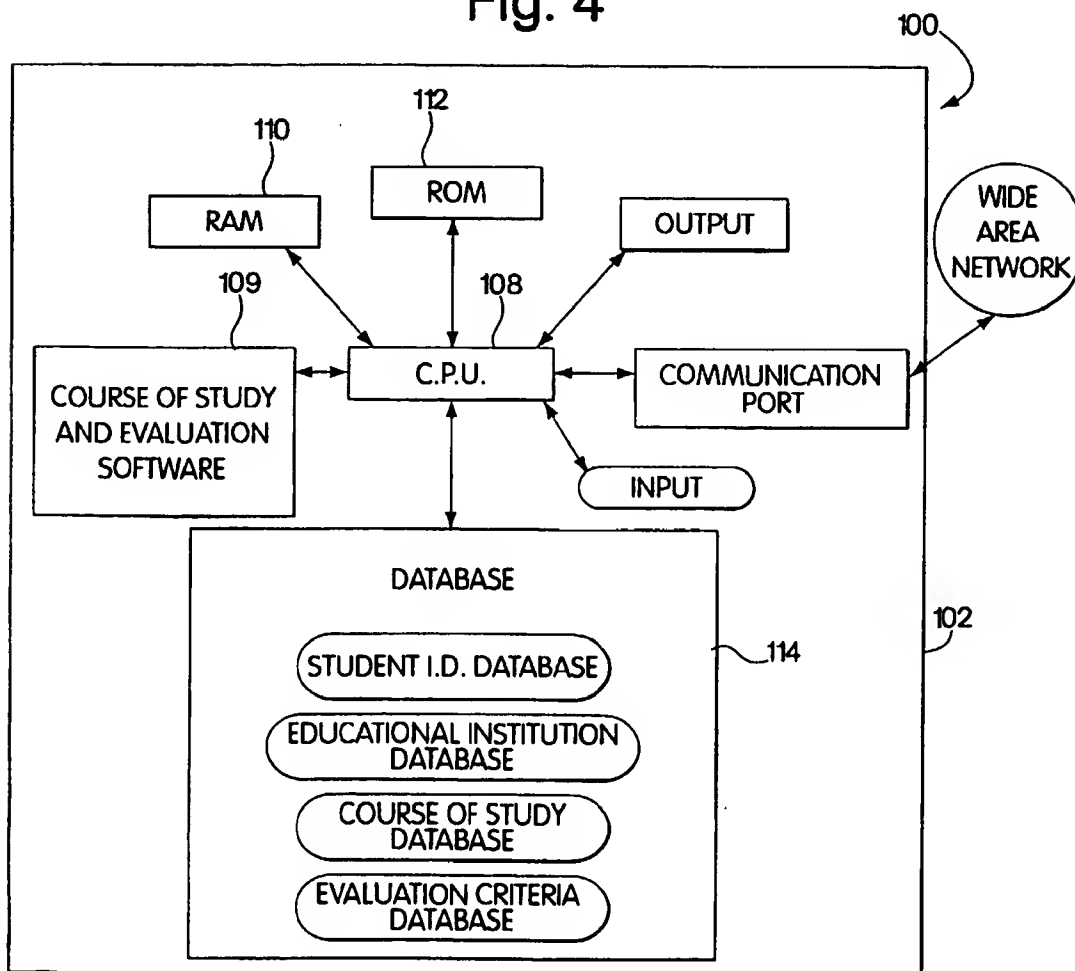 Fig. 4
100
112
110
ROM
RAM
OUTPUT
WIDE
AREA
NETWORK
109
108
C.P.U.
COURSE OF STUDY
AND EVALUATION
SOFTWARE
COMMUNICATION
PORT
INPUT
DATABASE
102
114
STUDENT I.D. DATABASE
EDUCATIONAL INSTITUTION
DATABASE
COURSE OF STUDY
DATABASE
EVALUATION CRITERIA
DATABASE